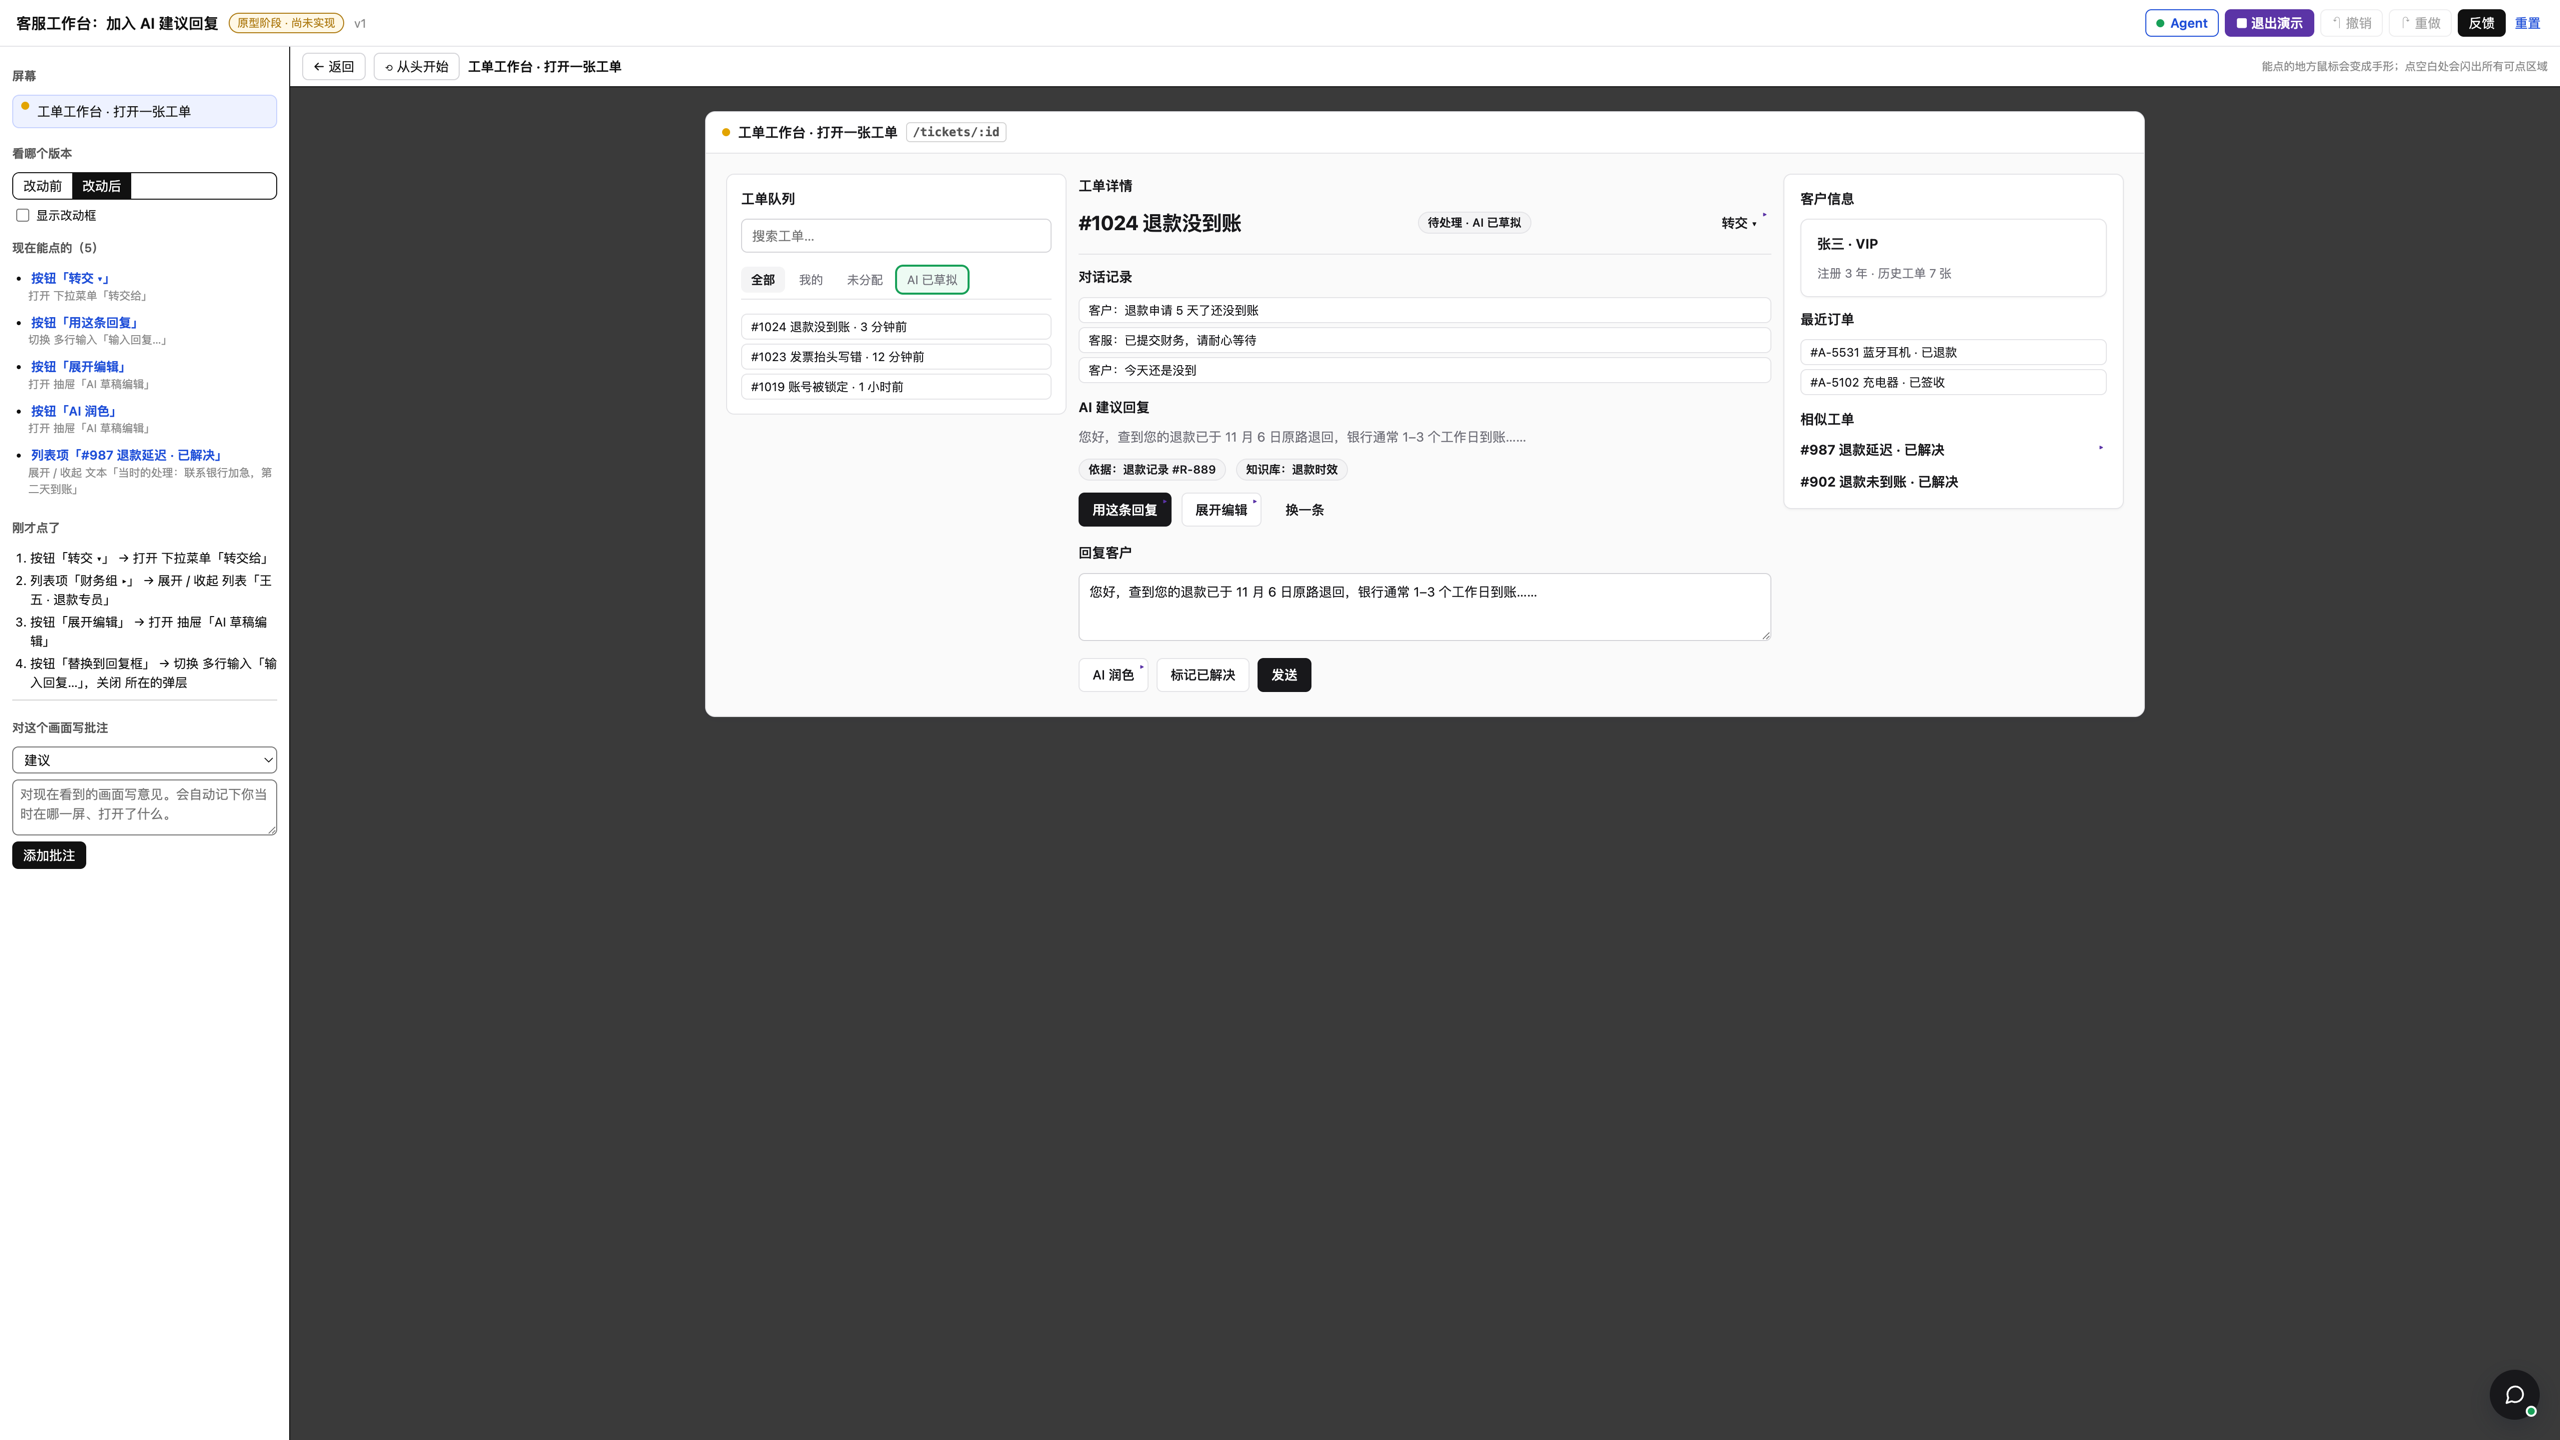 客服工作台：加入 AI 建议回复
原型阶段 · 尚未实现
v1
Agent
退出演示
撤销
重做
反馈
重置
屏幕
工单工作台 · 打开一张工单
看哪个版本
改动前
改动后
显示改动框
现在能点的（5）
按钮「转交 ▾」
打开 下拉菜单「转交给」
按钮「用这条回复」
切换 多行输入「输入回复…」
按钮「展开编辑」
打开 抽屉「AI 草稿编辑」
按钮「AI 润色」
打开 抽屉「AI 草稿编辑」
列表项「#987 退款延迟 · 已解决」
展开 / 收起 文本「当时的处理：联系银行加急，第
二天到账」
刚才点了
1. 按钮「转交 ▾」 → 打开 下拉菜单「转交给」
2. 列表项「财务组 ▸」 → 展开 / 收起 列表「王
五 · 退款专员」
3. 按钮「展开编辑」 → 打开 抽屉「AI 草稿编
辑」
4. 按钮「替换到回复框」 → 切换 多行输入「输
入回复…」，关闭 所在的弹层
对这个画面写批注
建议
对现在看到的画面写意见。会自动记下你当
时在哪一屏、打开了什么。
添加批注
← 返回
⟲ 从头开始
工单工作台 · 打开一张工单
能点的地方鼠标会变成手形；点空白处会闪出所有可点区域
工单工作台 · 打开一张工单
/tickets/:id
工单队列
搜索工单…
全部
我的
未分配
AI 已草拟
#1024 退款没到账 · 3 分钟前
#1023 发票抬头写错 · 12 分钟前
#1019 账号被锁定 · 1 小时前
工单详情
#1024 退款没到账
待处理 · AI 已草拟
转交 ▾
对话记录
客户：退款申请 5 天了还没到账
客服：已提交财务，请耐心等待
客户：今天还是没到
AI 建议回复
您好，查到您的退款已于 11 月 6 日原路退回，银行通常 1–3 个工作日到账……
依据：退款记录 #R-889
知识库：退款时效
用这条回复
展开编辑
换一条
回复客户
您好，查到您的退款已于 11 月 6 日原路退回，银行通常 1–3 个工作日到账……
AI 润色
标记已解决
发送
客户信息
张三 · VIP
注册 3 年 · 历史工单 7 张
最近订单
#A-5531 蓝牙耳机 · 已退款
#A-5102 充电器 · 已签收
相似工单
#987 退款延迟 · 已解决
#902 退款未到账 · 已解决